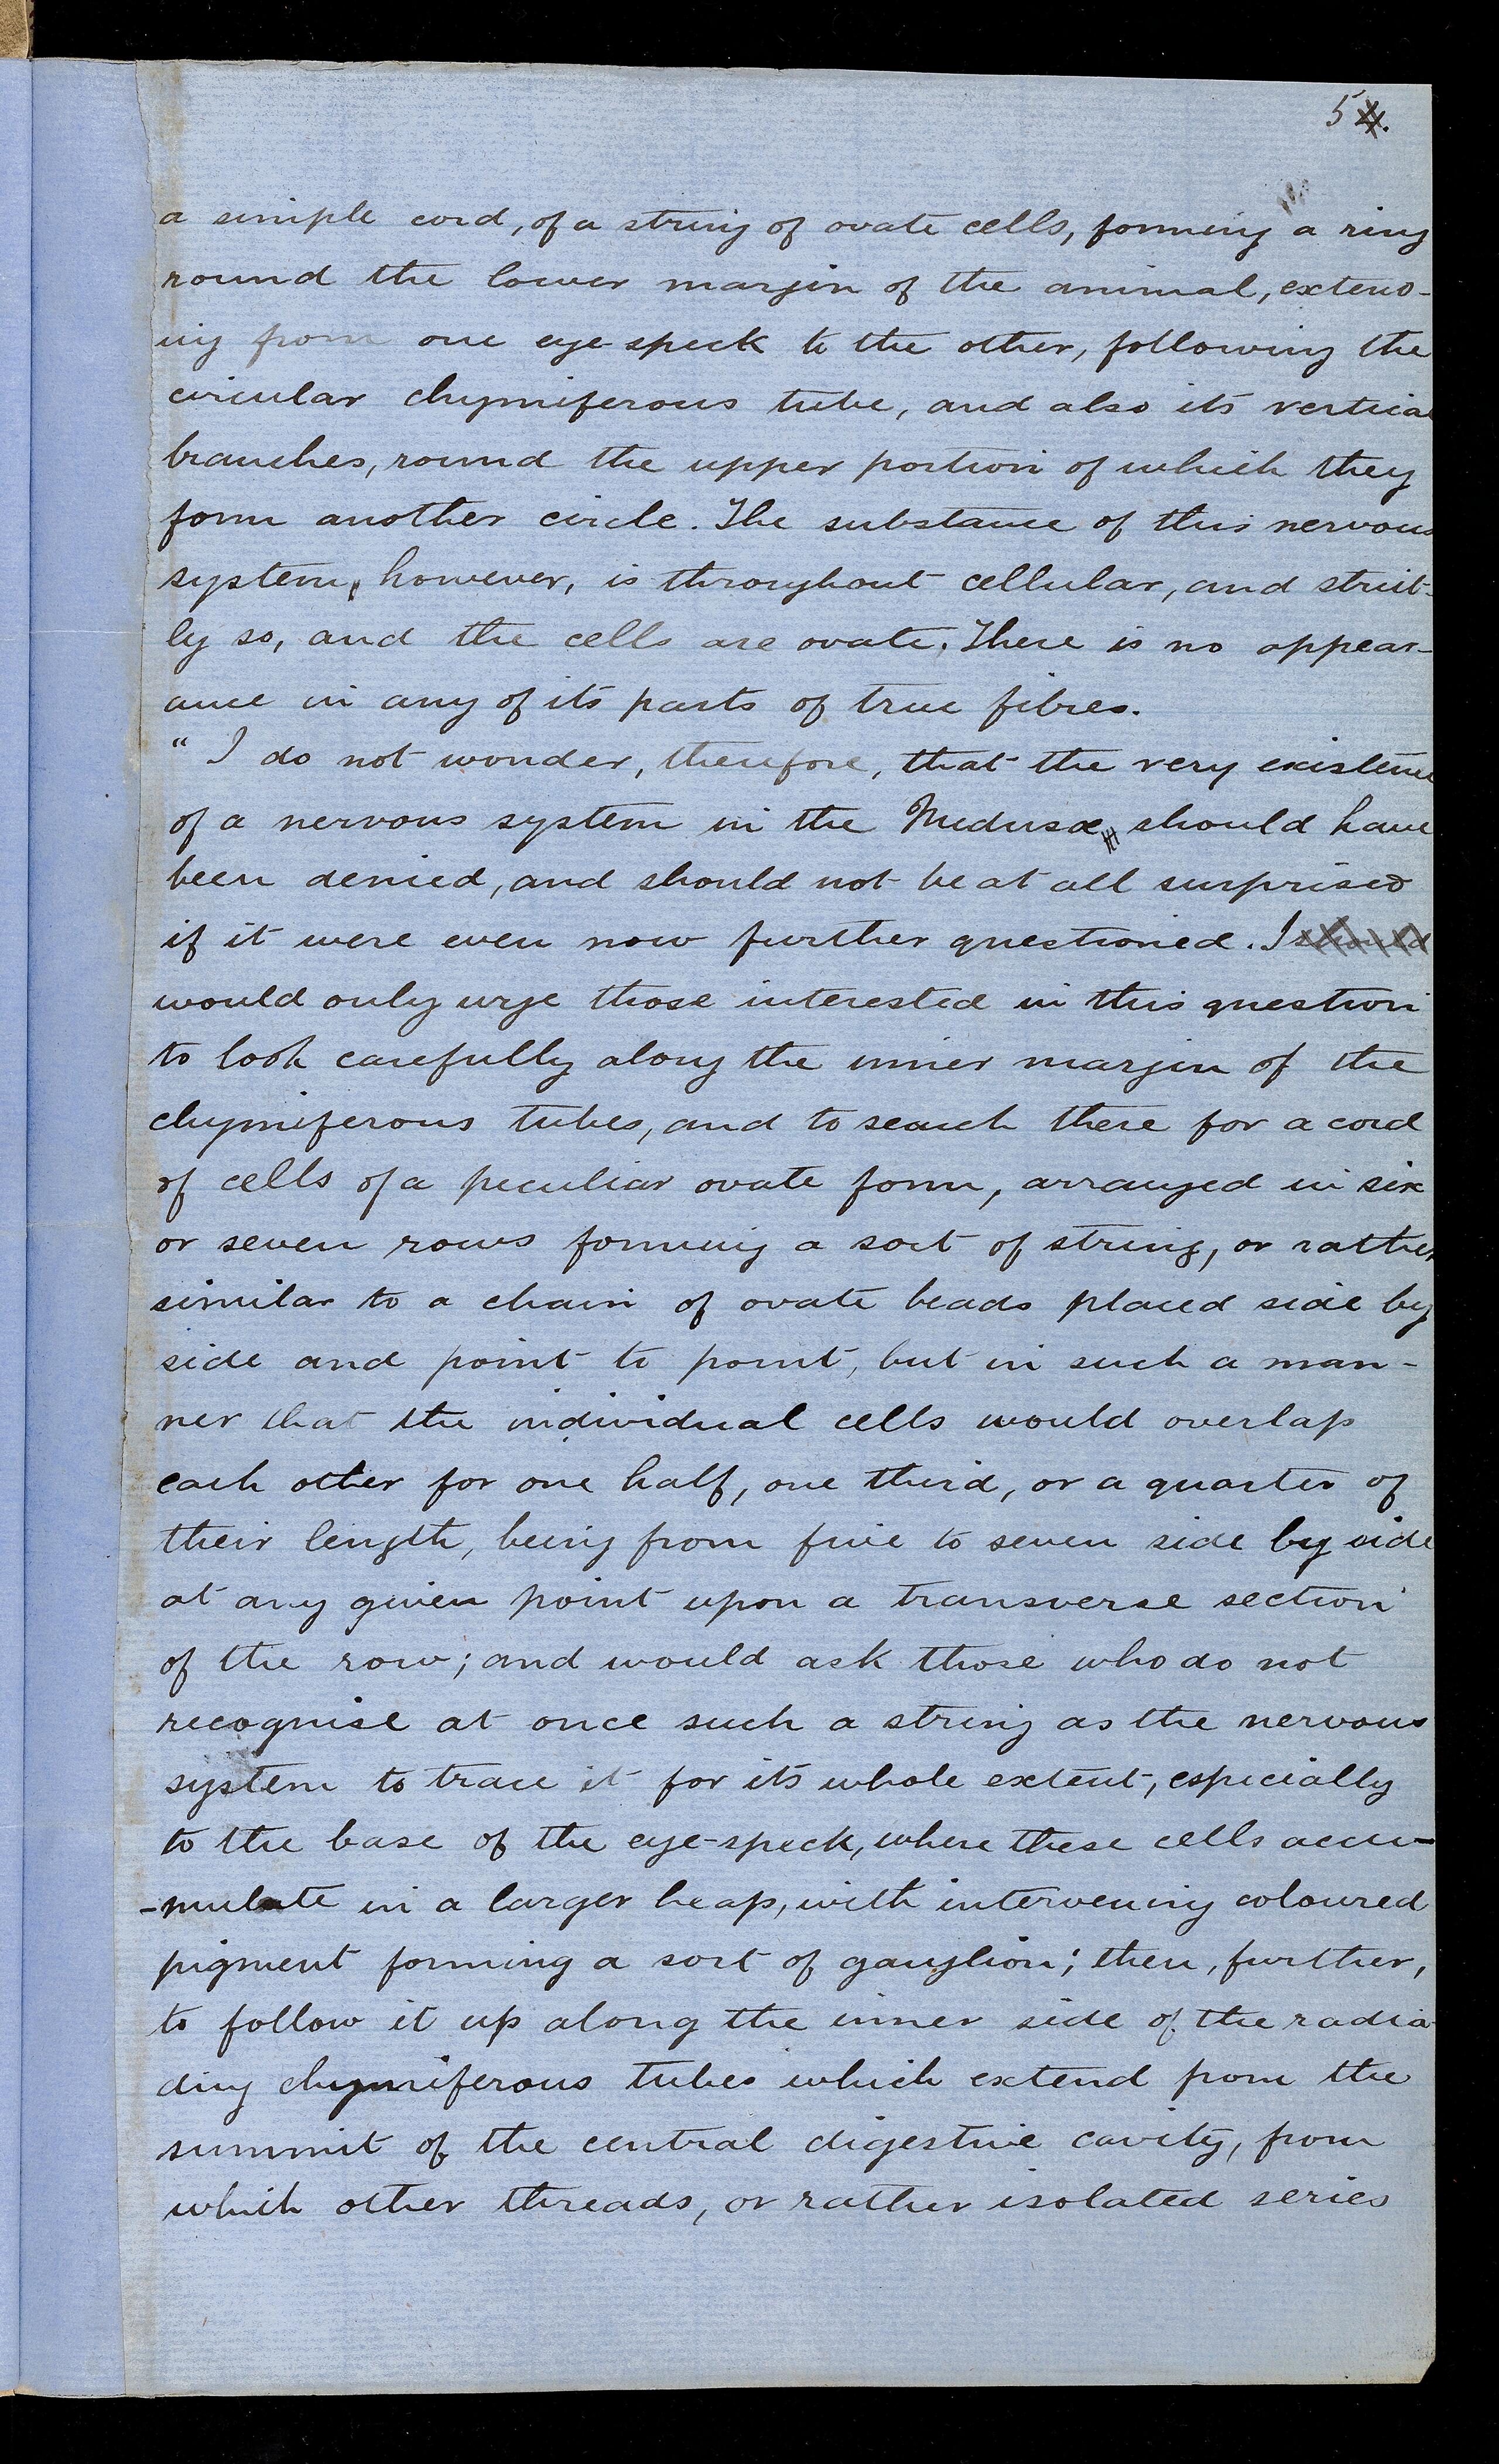 5
a simple cord, of a string of ovate cells, forming a ring
round the lower margin of the animal, extend-
ing from one eye-speck to the other, following the
circular chymiferous tube, and also its vertical
branches, round the upper portion of which they
form another circle. The substance of this nervous
system, however, is throughout cellular, and strict-
ly so, and the cells are ovate. There is no appear-
ance in any of its parts of true fibres.
" I do not wonder, therefore, that the very existence
of a nervous system in the Medusæ should have
been denied, and should not be at all surprised
if it were even now further questioned. I should
would only urge those interested in this question
to look carefully along the inner margin of the
chymiferous tubes, and to search there for a cord
of cells of a peculiar ovate form, arranged in six
or seven rows forming a sort of string, or rather
similar to a chain of ovate beads placed side by
side and point to point, but in such a man-
ner that the individual cells would overlap
each other for one half, one third, or a quarter of
their length, being from five to seven side by side
at any given point upon a transverse section
of the row; and would ask those who do not
recognise at once such a string as the nervous
system to trace it for its whole extent, especially
to the base of the eye-speck, where these cells accu-
-mulate in a larger heap, with intervening coloured
pigment forming a sort of ganglion; then, further,
to follow it up along the inner side of the radia-
ding chymiferous tubes which extend from the
summit of the central digestive cavity, from
which other threads, or rather isolated series